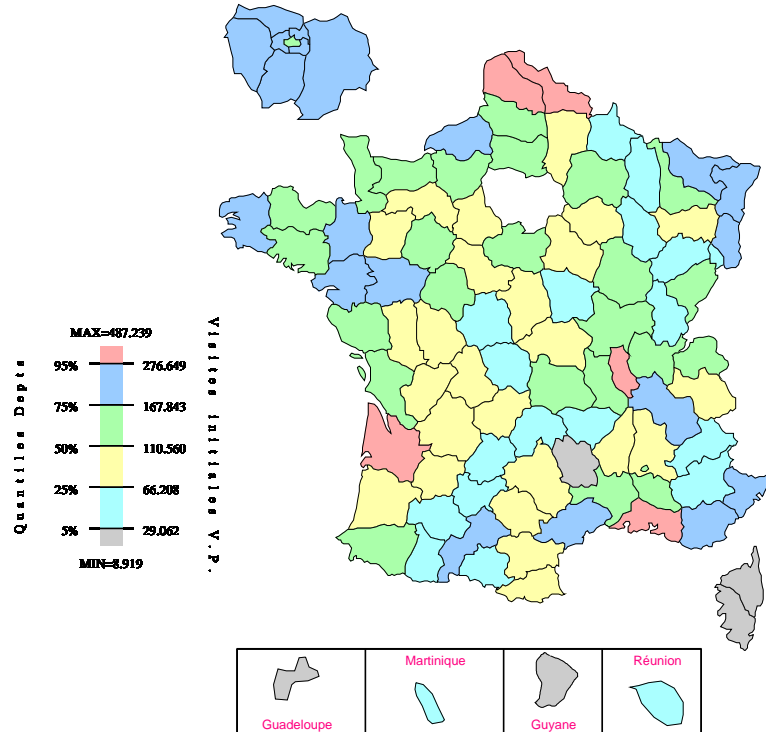 MAX=487.239
95% 276.649
75% 167.843
50% 110.560
25% 66.208
5% 29.062
MIN=8.919
Quantiles Depts
Visites initiales V.P.
Martinique
Réunion
Guadeloupe
Guyane